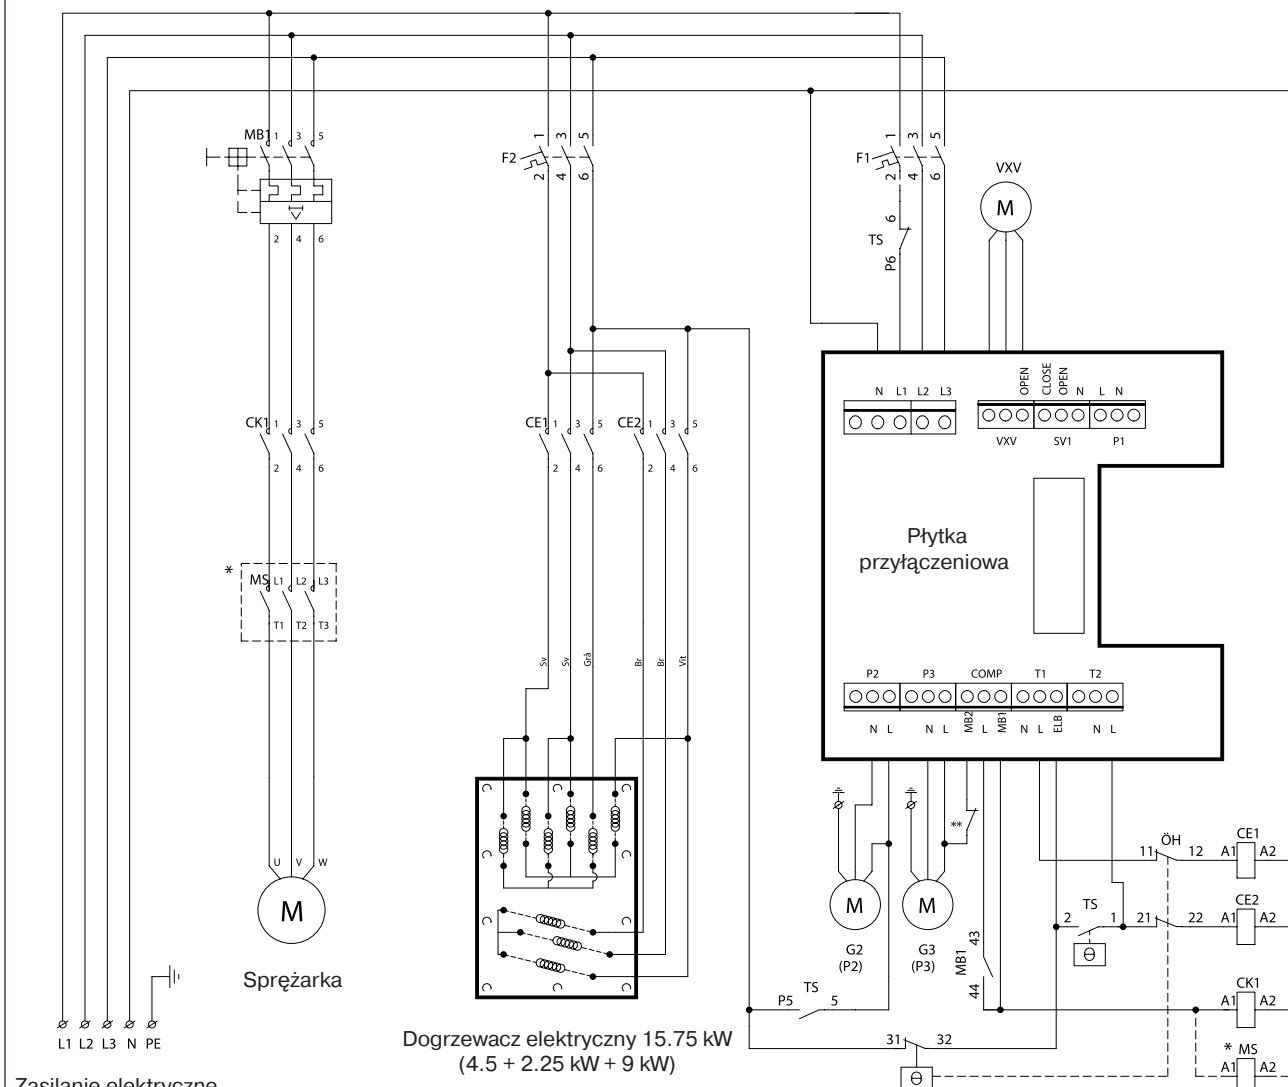 MB1 1 3 5
F2 1 3 5
2 4 6
F1 1 3 5
2 4 6
VXV
M
6
TS
P6
2 4 6
OPEN CLOSE OPEN
N L1 L2 L3 N L N
VXV SV1 P1
CK1 1 3 5
CE1 1 3 5 CE2 1 3 5
2 4 6
2 4 6 2 4 6
Płytka
przyłączeniowa
*
MS L1 L2 L3
T1 T2 T3
Sv Sv Grå Br Br Vit
P2 P3 COMP T1 T2
N L N L MB2 L MB1 N L ELB N L
**
ÖH
11 12 A1 CE1 A2
U V W
M
M
M
TS
2 1
21 22 A1 CE2 A2
Θ
G2
(P2)
G3
(P3)
MB1 43
44
Sprężarka
P5 TS 5
CK1
A1 A2
Dogrzewacz elektryczny 15.75 kW
(4.5 + 2.25 kW + 9 kW)
31 32
Θ
* MS
A1 A2
L1 L2 L3 N PE
Zasilanie elektryczne